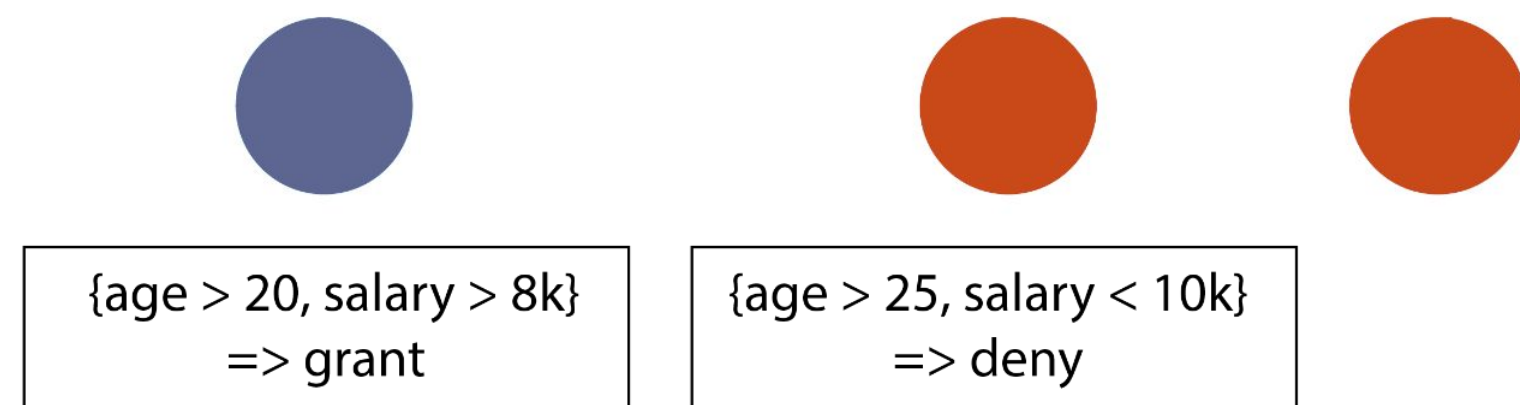 {age > 20, salary > 8k}
=> grant
{age > 25, salary < 10k}
=> deny